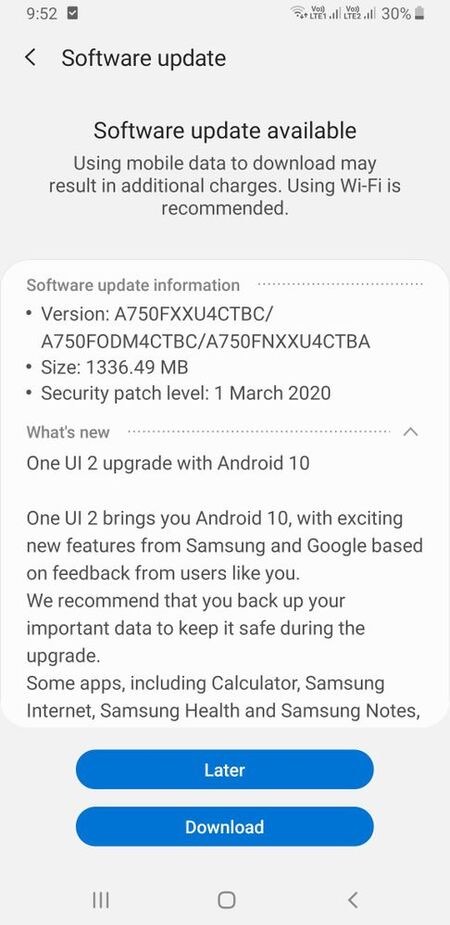 9:52 Vo) LTE1 Vo) LTE2 30%
Software update
Software update available
Using mobile data to download may
result in additional charges. Using Wi-Fi is
recommended.
Software update information
• Version: A750FXXU4CTBC/
A750FODM4CTBC/A750FNXXU4CTBA
• Size: 1336.49 MB
• Security patch level: 1 March 2020
What's new
One UI 2 upgrade with Android 10
One UI 2 brings you Android 10, with exciting
new features from Samsung and Google based
on feedback from users like you.
We recommend that you back up your
important data to keep it safe during the
upgrade.
Some apps, including Calculator, Samsung
Internet, Samsung Health and Samsung Notes,
Later
Download